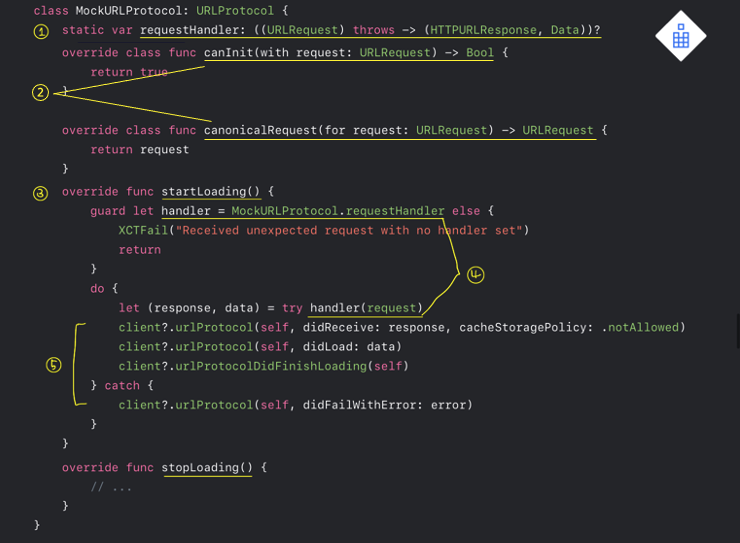 class MockURLProtocol: URLProtocol {
① static var requestHandler: ((URLRequest) throws -> (HTTPURLResponse, Data))?
override class func canInit(with request: URLRequest) -> Bool {
return true
② }
override class func canonicalRequest(for request: URLRequest) -> URLRequest {
return request
}
③ override func startLoading() {
guard let handler = MockURLProtocol.requestHandler else {
XCTFail("Received unexpected request with no handler set")
return
}
④
do {
let (response, data) = try handler(request)
client?.urlProtocol(self, didReceive: response, cacheStoragePolicy: .notAllowed)
client?.urlProtocol(self, didLoad: data)
⑤ client?.urlProtocolDidFinishLoading(self)
} catch {
client?.urlProtocol(self, didFailWithError: error)
}
}
override func stopLoading() {
// ...
}
}